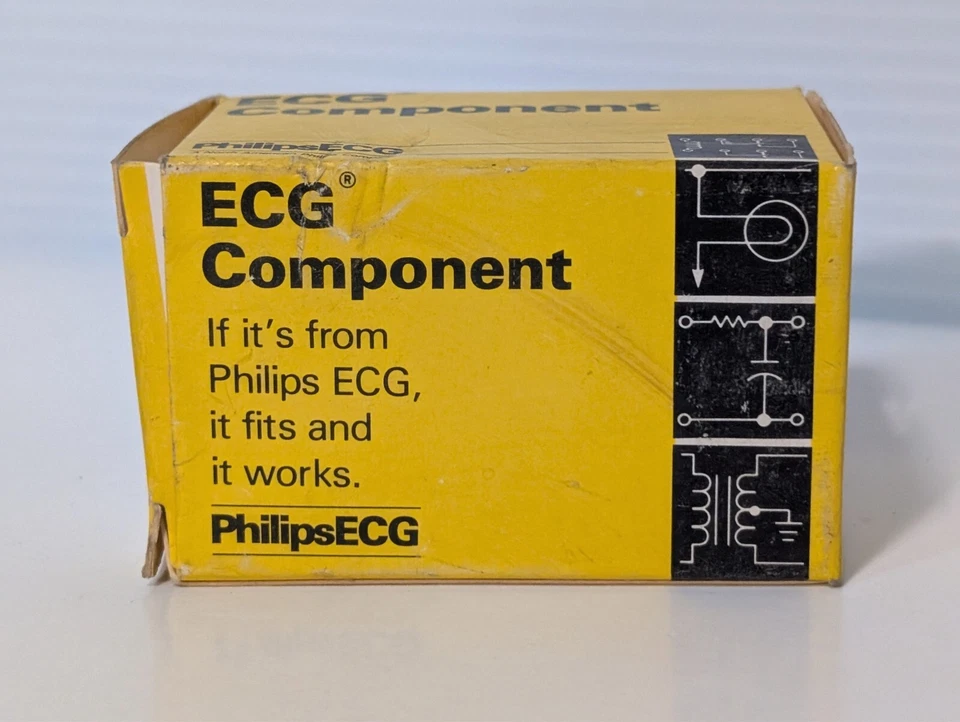 ECG
Component
PhilipsECG
ECG®
Component
If it's from
Philips ECG,
it fits and
it works.
PhilipsECG